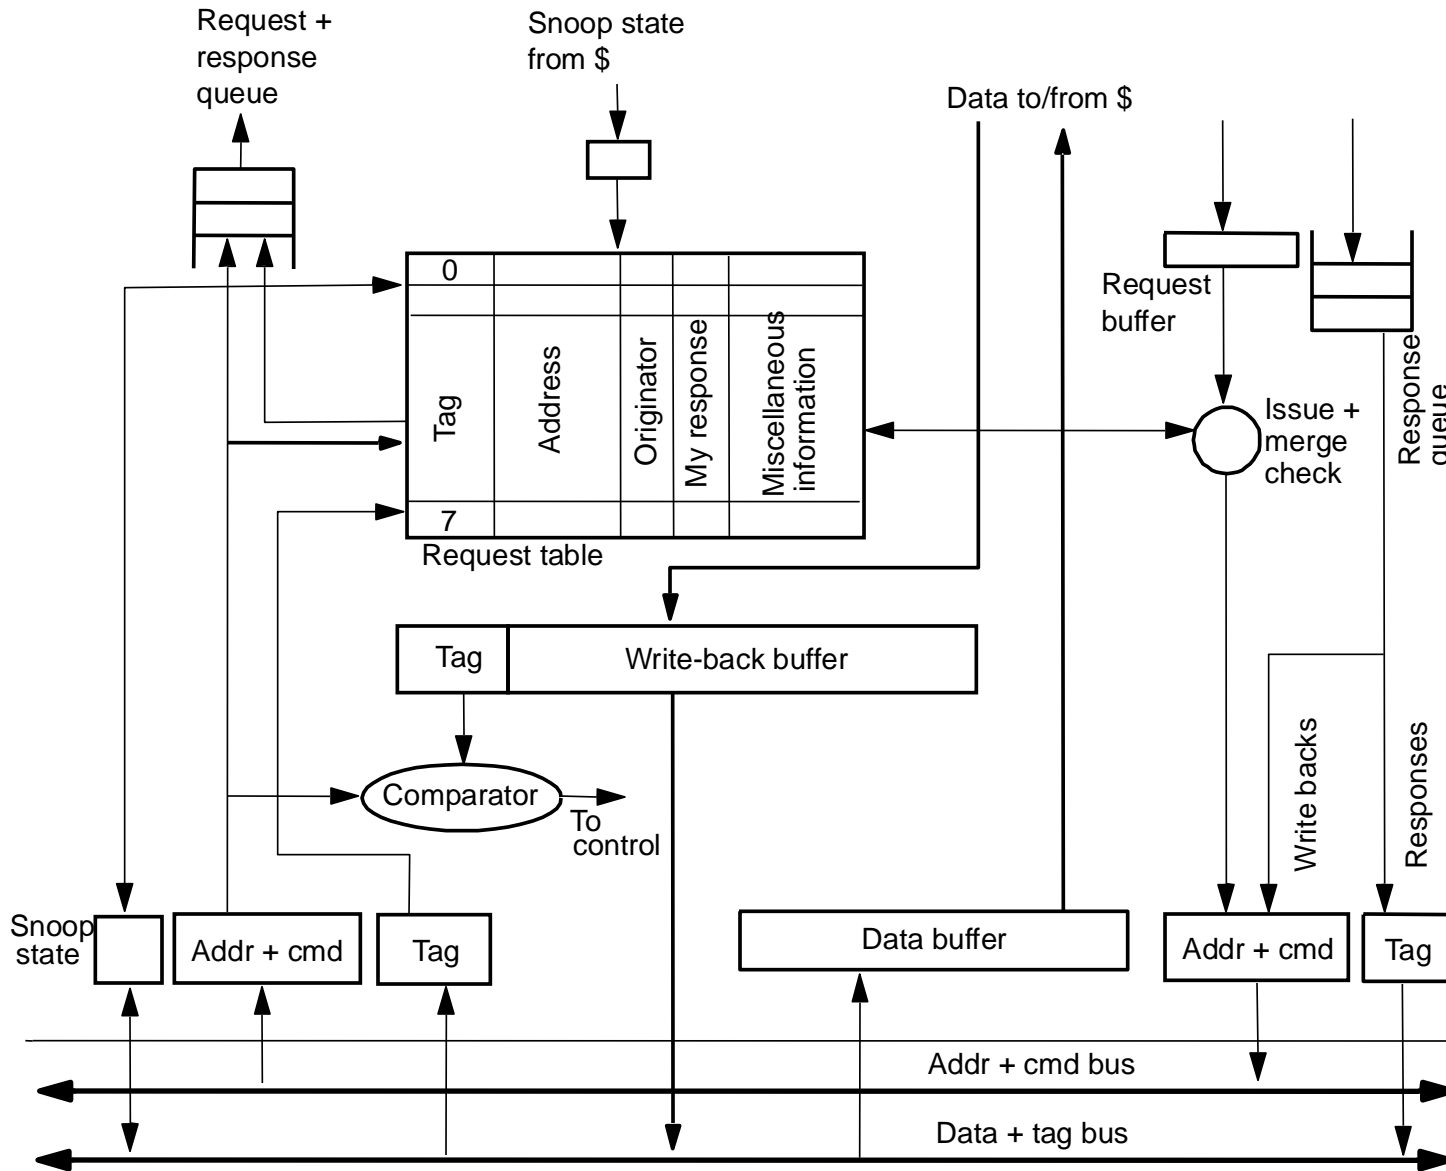 Request +
response
queue
Snoop state
from $
Data to/from $
0
Tag
Address
Originator
My response
Miscellaneous
information
7
Request table
Request
buffer
Response
queue
Issue +
merge
check
Tag
Write-back buffer
Comparator
To
control
Write backs
Responses
Snoop
state
Addr + cmd
Tag
Data buffer
Addr + cmd
Tag
Addr + cmd bus
Data + tag bus